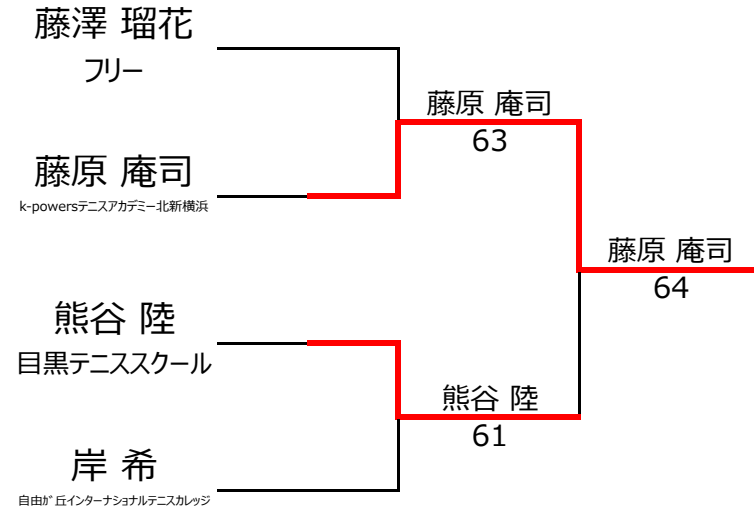 藤澤 瑠花
フリー
藤原 庵司
k-powersテニスアカデミー北新横浜
熊谷 陸
目黒テニススクール
岸 希
自由が丘インターナショナルテニスカレッジ
藤原 庵司
63
熊谷 陸
61
藤原 庵司
64